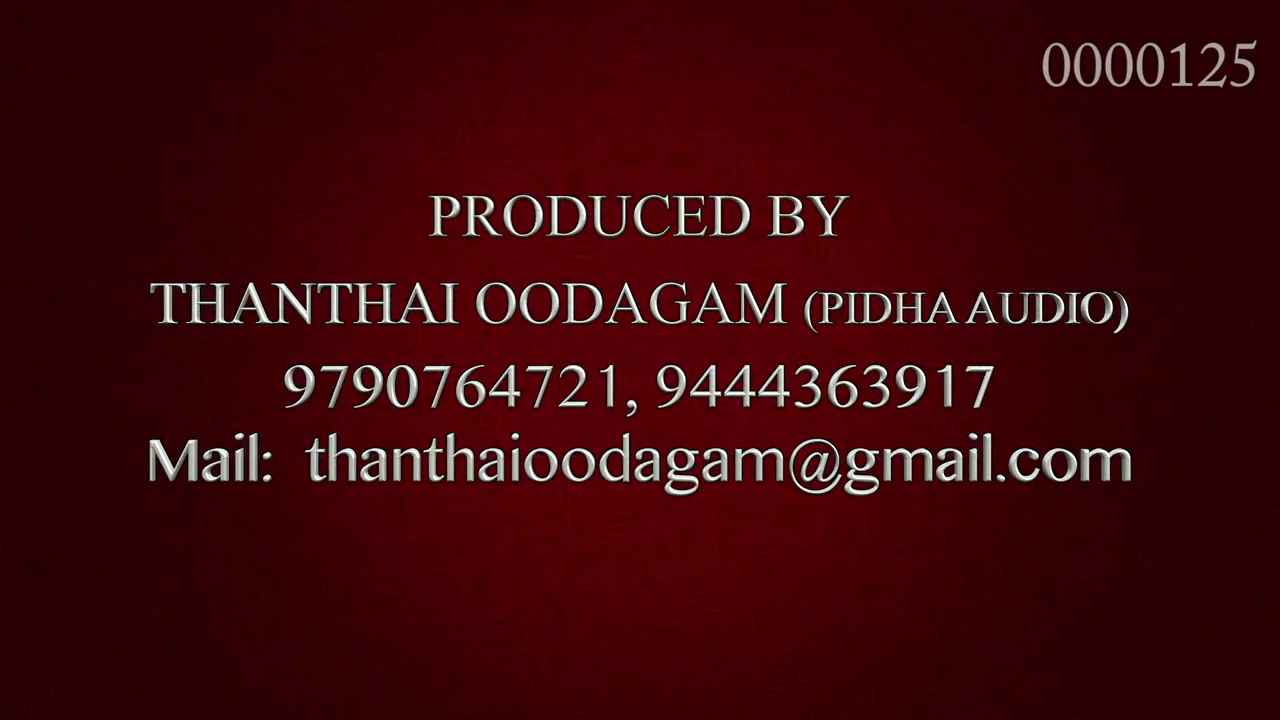 0000125
PRODUCED BY
THANTHAI OODAGAM (PIDHA AUDIO)
9790764721, 9444363917
Mail: thanthaioodagam@gmail.com